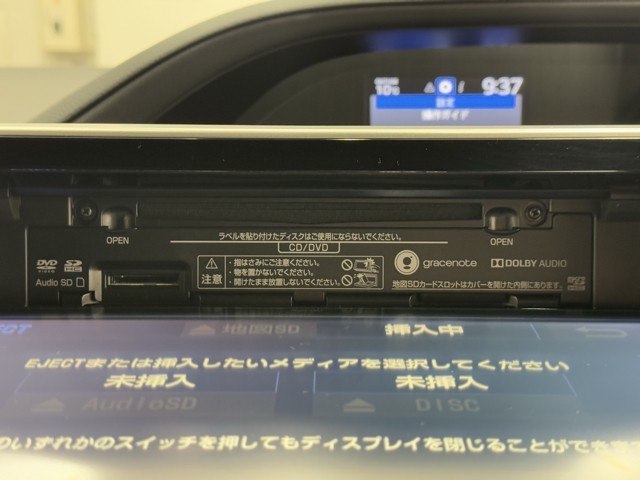 10℃
9:37
設定
操作ガイド
ラベルを貼り付けたディスクはご使用にならないでください。
OPEN
CD/DVD
OPEN
DVD VIDEO
SD
Audio SD
注意
・指はさみにご注意ください。
・物を置かないでください。
・開けたまま放置しないでください。
gracenote
DOLBY AUDIO
地図SDカードスロットはカバーを開けた内側にあります。
EJECT
地図SD
挿入中
EJECTまたは挿入したいメディアを選択してください
未挿入
未挿入
AudioSD
DISC
のいずれかのスイッチを押してもディスプレイを閉じることができま